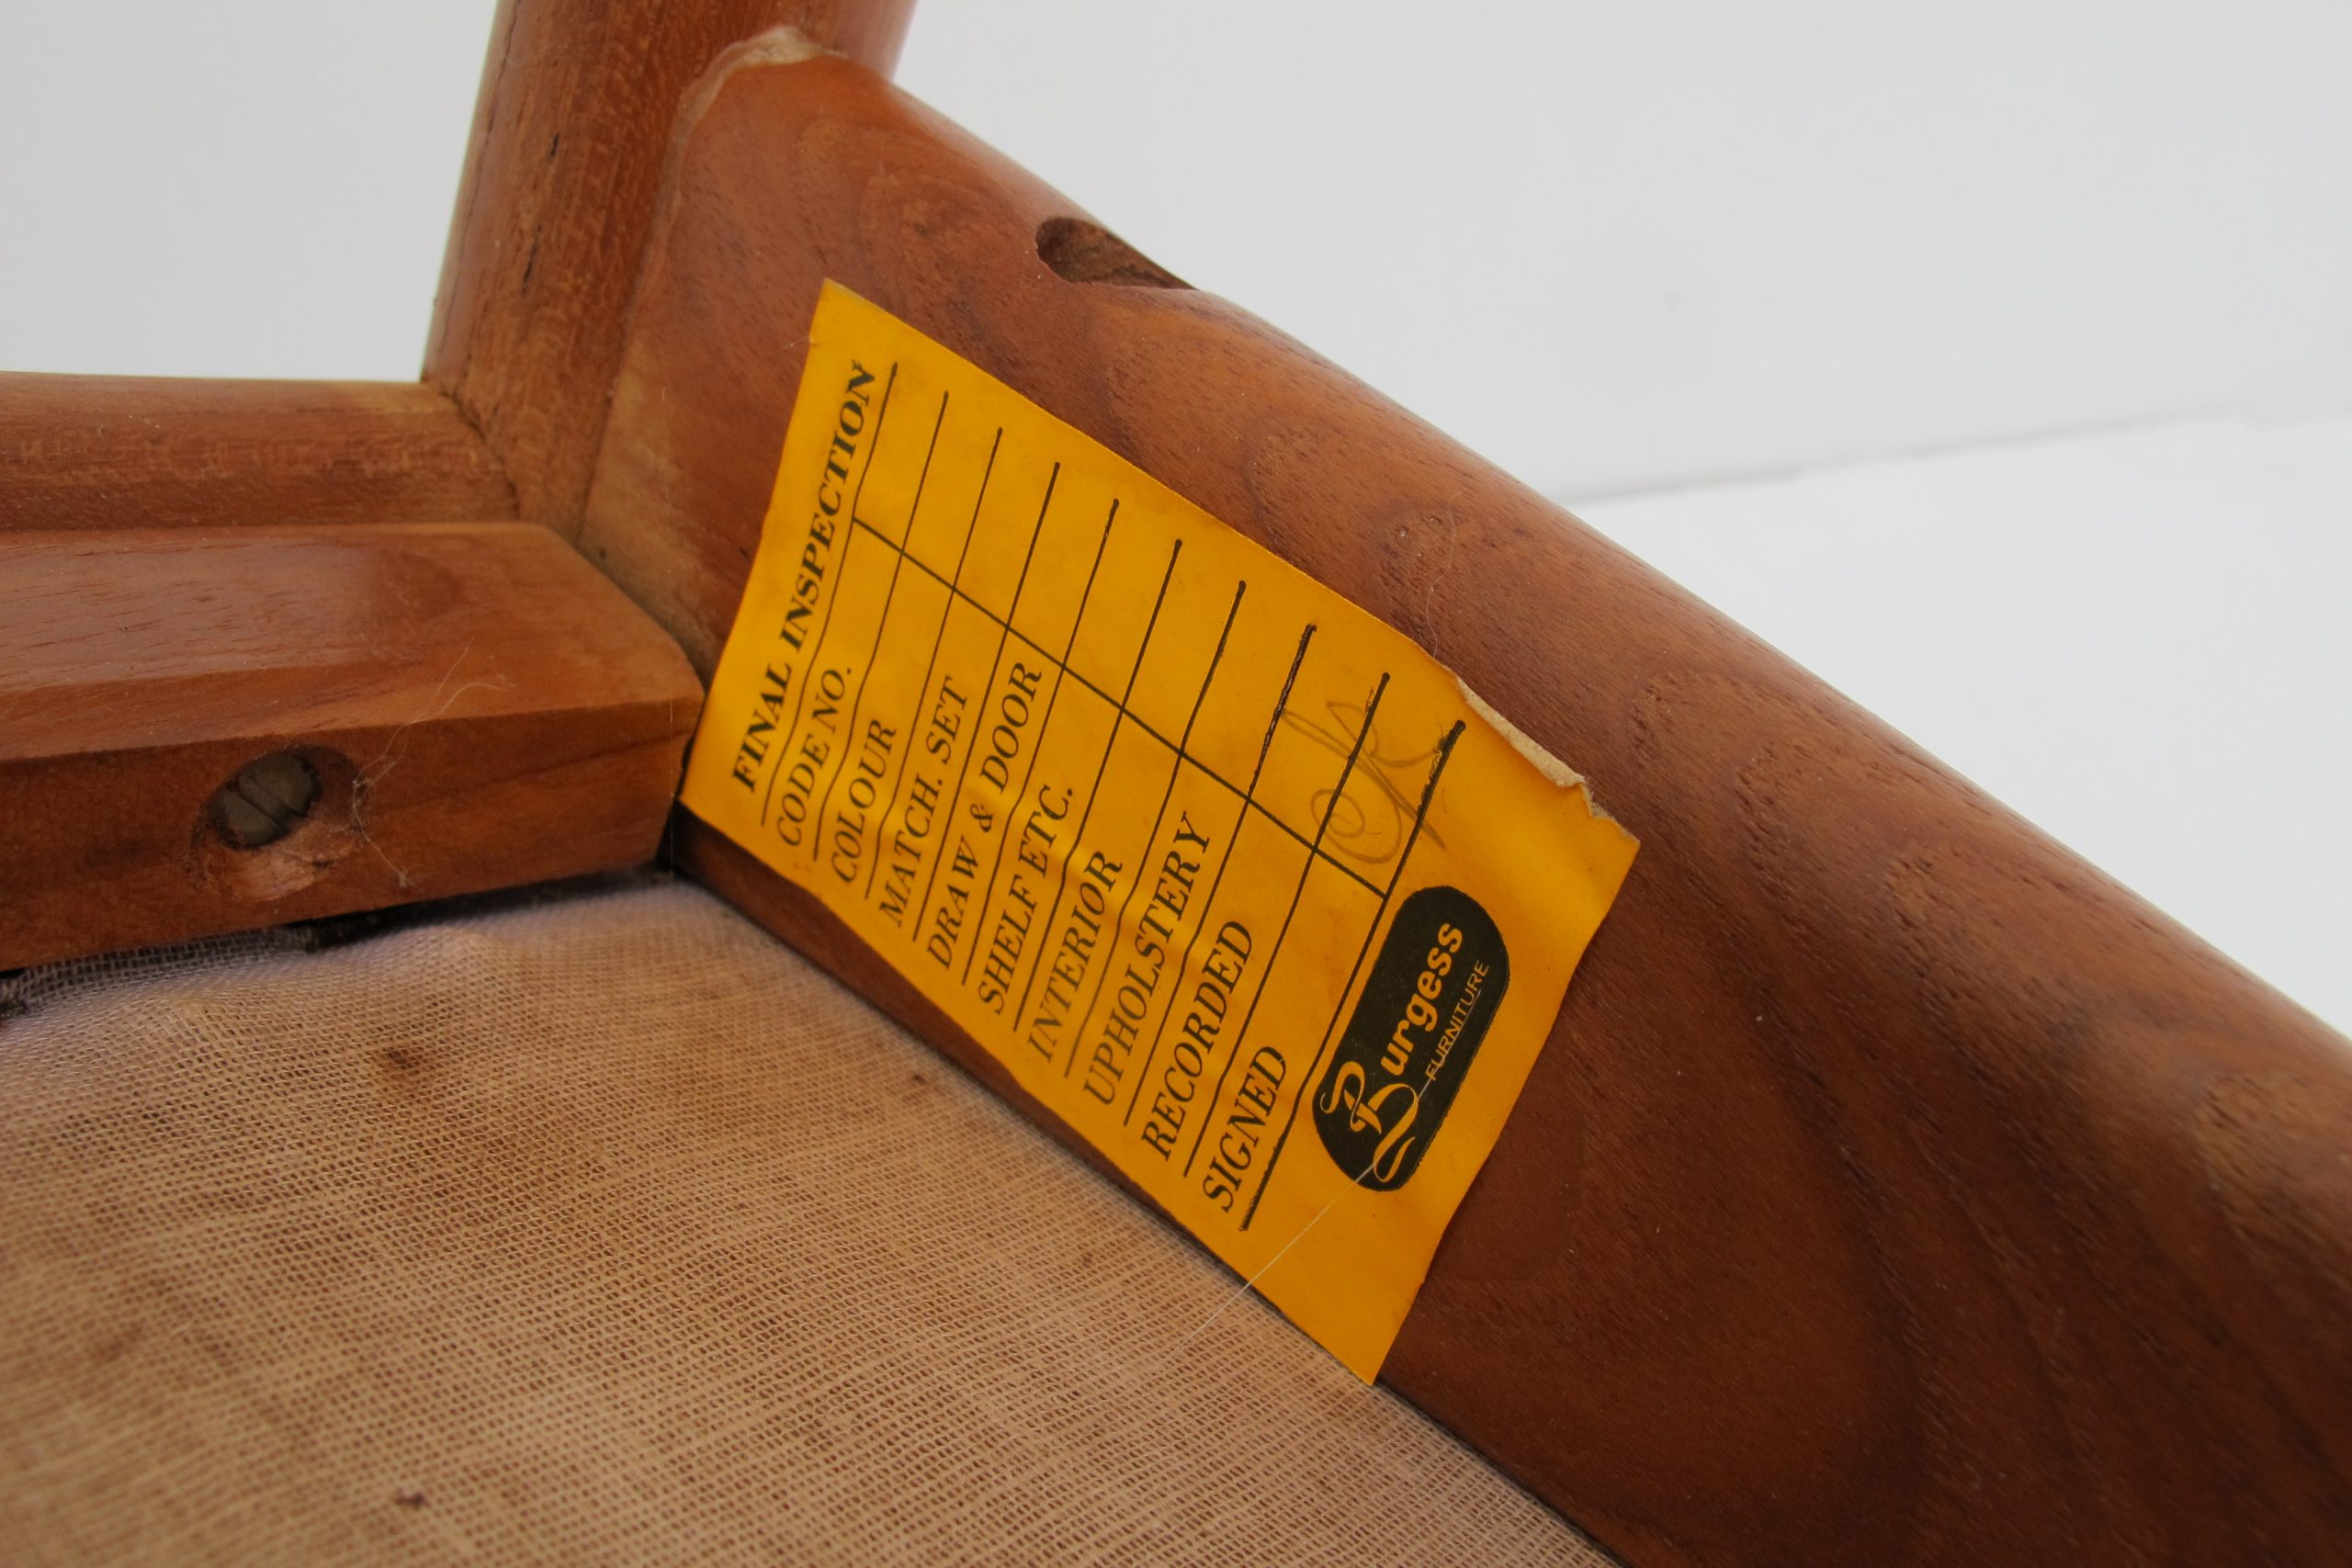 FINAL INSPECTION
CODE NO.
COLOUR
MATCH. SET
DRAW & DOOR
SHELF ETC.
INTERIOR
UPHOLSTERY
RECORDED
SIGNED
Burgess
FURNITURE